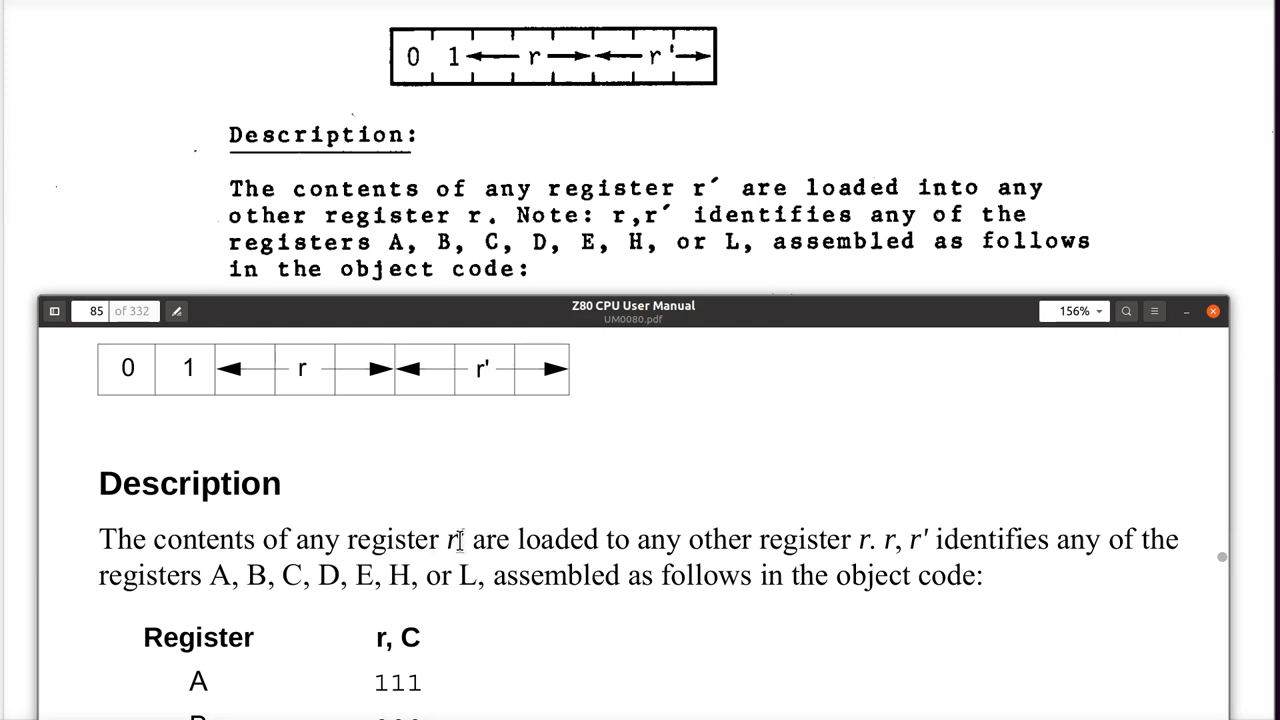 0 1 r r'
Description:
The contents of any register r´ are loaded into any
other register r. Note: r,r´ identifies any of the
registers A, B, C, D, E, H, or L, assembled as follows
in the object code:
85 of 332
Z80 CPU User Manual
UM0080.pdf
156%
0 1 r r'
Description
The contents of any register r are loaded to any other register r. r, r' identifies any of the
registers A, B, C, D, E, H, or L, assembled as follows in the object code:
Register r, C
A 111